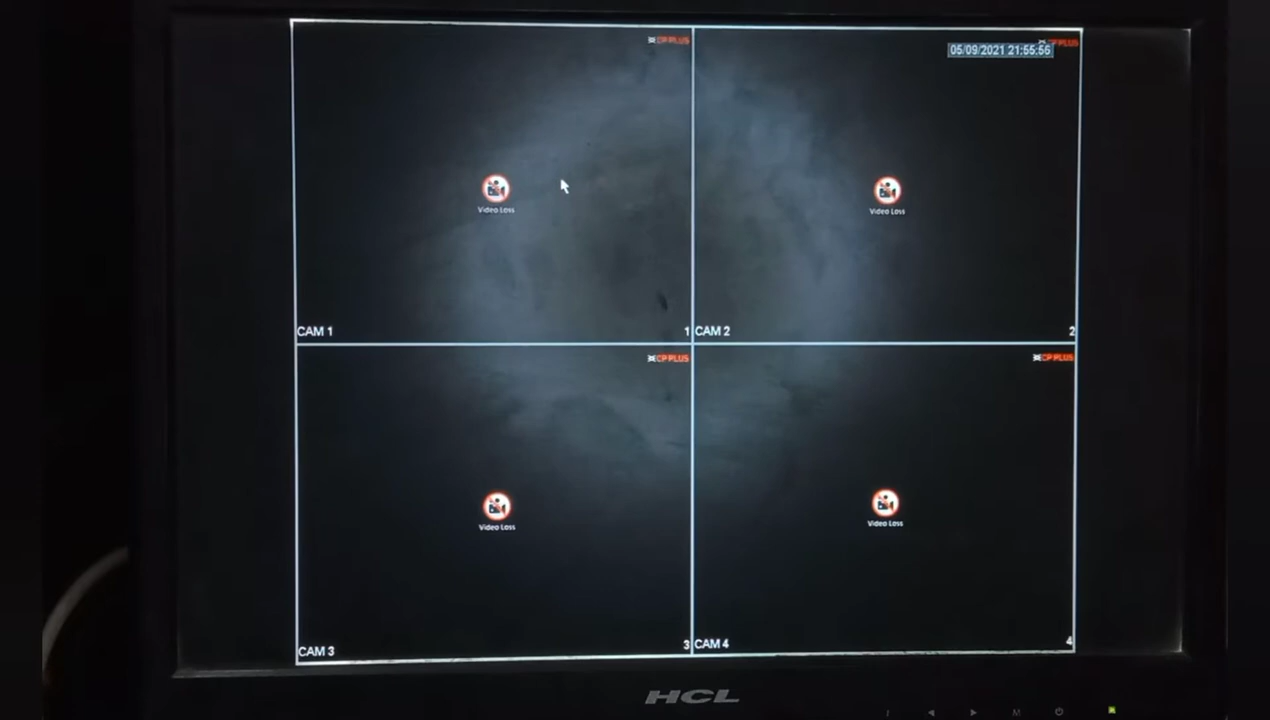 CP PLUS
CP PLUS
05/09/2021 21:55:56
Video Loss
Video Loss
CAM 1
1
CAM 2
2
CP PLUS
CP PLUS
Video Loss
Video Loss
CAM 3
3
CAM 4
4
HCL
M